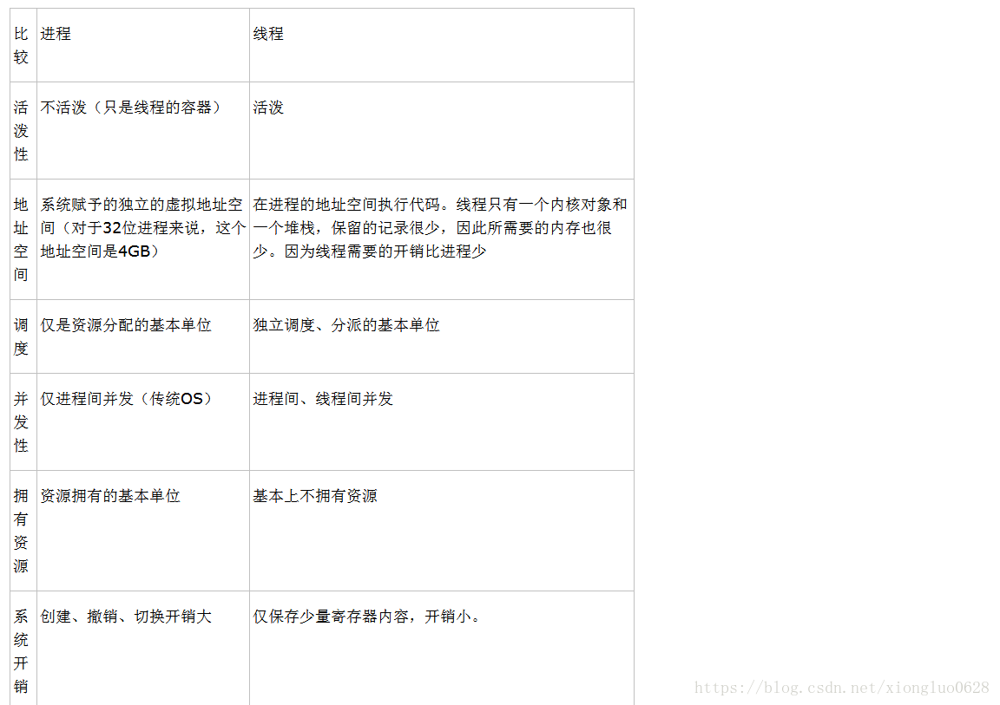 比较 进程 线程
活泼性 不活泼（只是线程的容器） 活泼
地址空间 系统赋予的独立的虚拟地址空间（对于32位进程来说，这个地址空间是4GB） 在进程的地址空间执行代码。线程只有一个内核对象和一个堆栈，保留的记录很少，因此所需要的内存也很少。因为线程需要的开销比进程少
调度 仅是资源分配的基本单位 独立调度、分派的基本单位
并发性 仅进程间并发（传统OS） 进程间、线程间并发
拥有资源 资源拥有的基本单位 基本上不拥有资源
系统开销 创建、撤销、切换开销大 仅保存少量寄存器内容，开销小。
https://blog.csdn.net/xiongluo0628